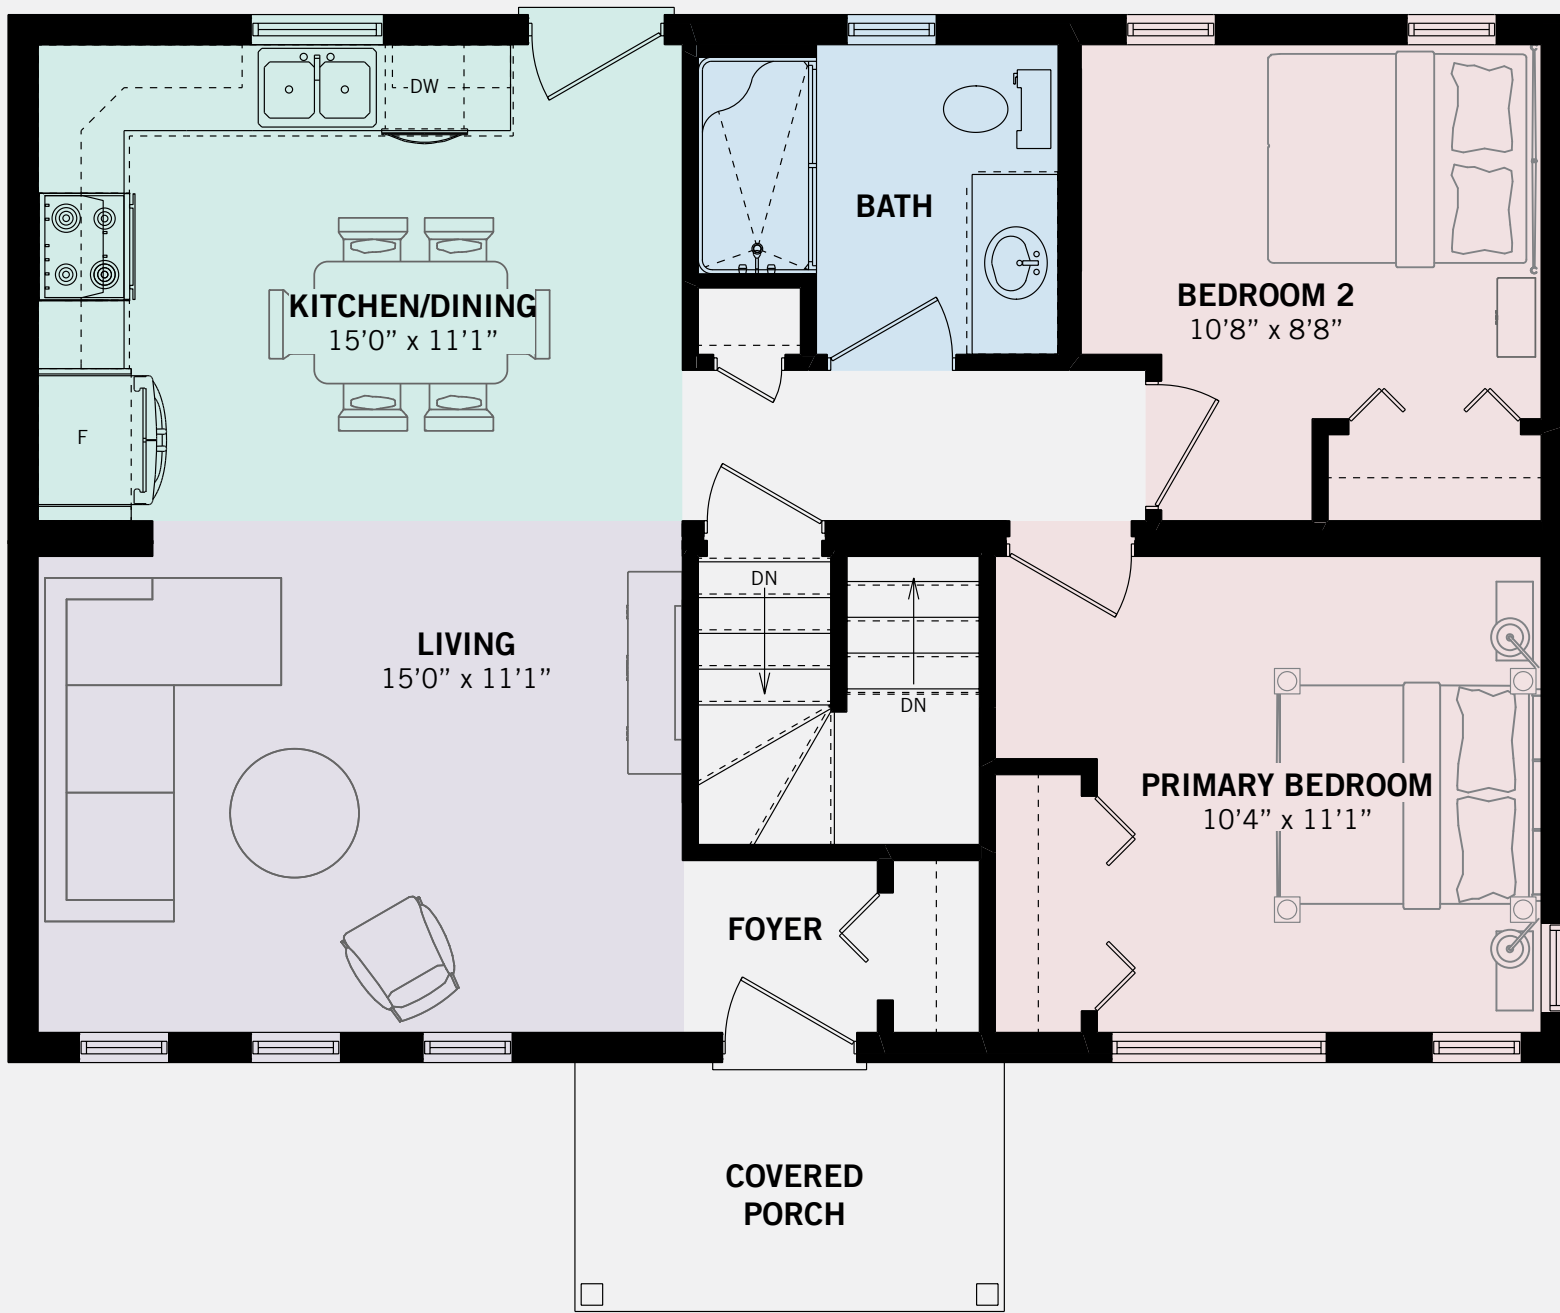 DW
BATH
KITCHEN/DINING
15’0” x 11’1”
BEDROOM 2
10’8” x 8’8”
F
DN
LIVING
15’0” x 11’1”
DN
PRIMARY BEDROOM
10’4” x 11’1”
FOYER
COVERED
PORCH